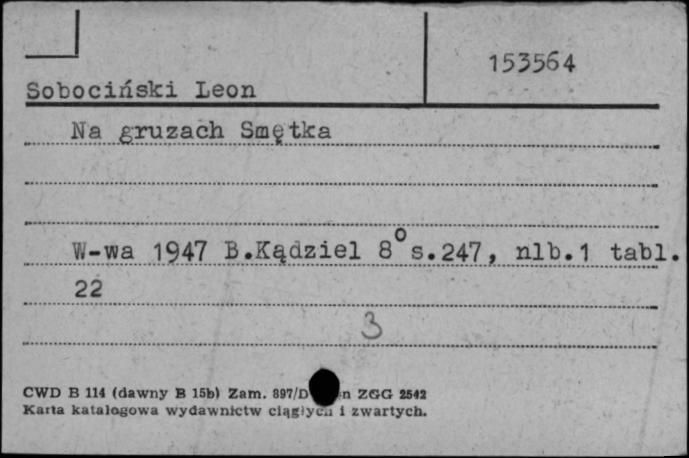 153564
Sobociński Leon
Na gruzach Smętka
W-wa 1947 B.Kądziel 8° s.247, nlb.1 tabl.
22
3
CWD B 114 (dawny B 15b) Zam. 897/D ZGG 2542
Karta katalogowa wydawnictw ciągłych i zwartych.